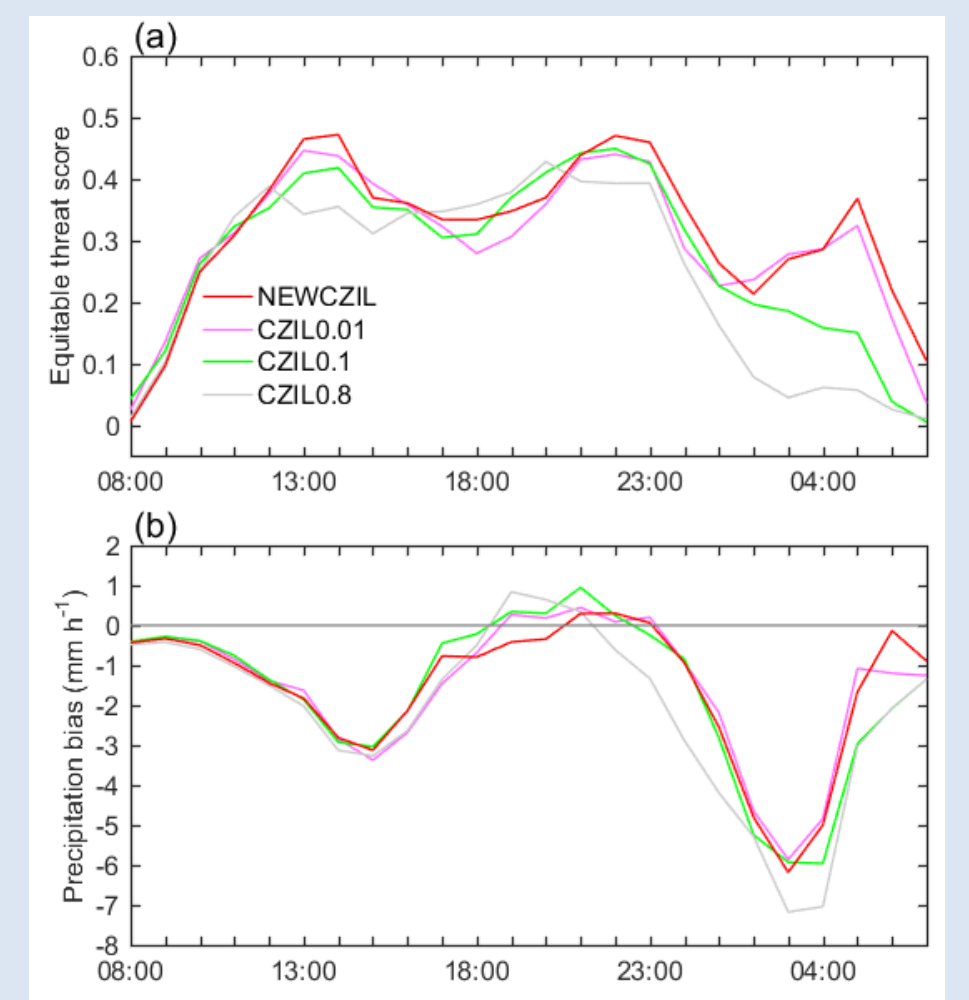 (a)
Equitable threat score
0.6
0.5
0.4
0.3
0.2
0.1
0
NEWCZIL
CZIL0.01
CZIL0.1
CZIL0.8
08:00 13:00 18:00 23:00 04:00
(b)
Precipitation bias (mm h⁻¹)
2
1
0
-1
-2
-3
-4
-5
-6
-7
-8
08:00 13:00 18:00 23:00 04:00